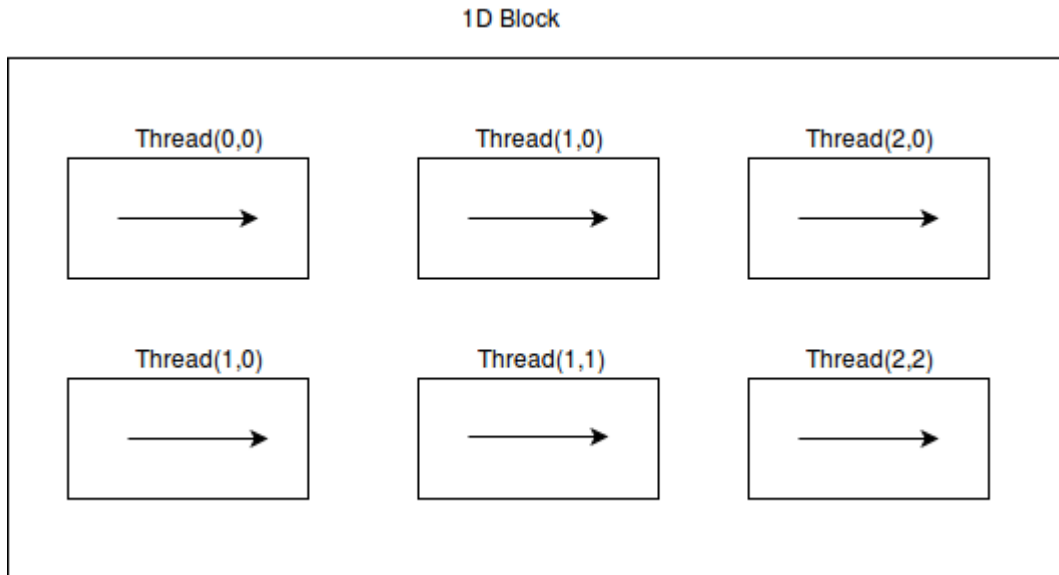 1D Block
Thread(0,0) Thread(1,0) Thread(2,0)
Thread(1,0) Thread(1,1) Thread(2,2)